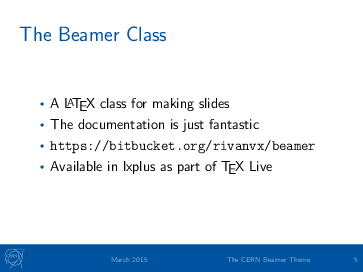 The Beamer Class
• A LATEX class for making slides
• The documentation is just fantastic
• https://bitbucket.org/rivanvx/beamer
• Available in lxplus as part of TEX Live
CERN
March 2015 The CERN Beamer Theme 5